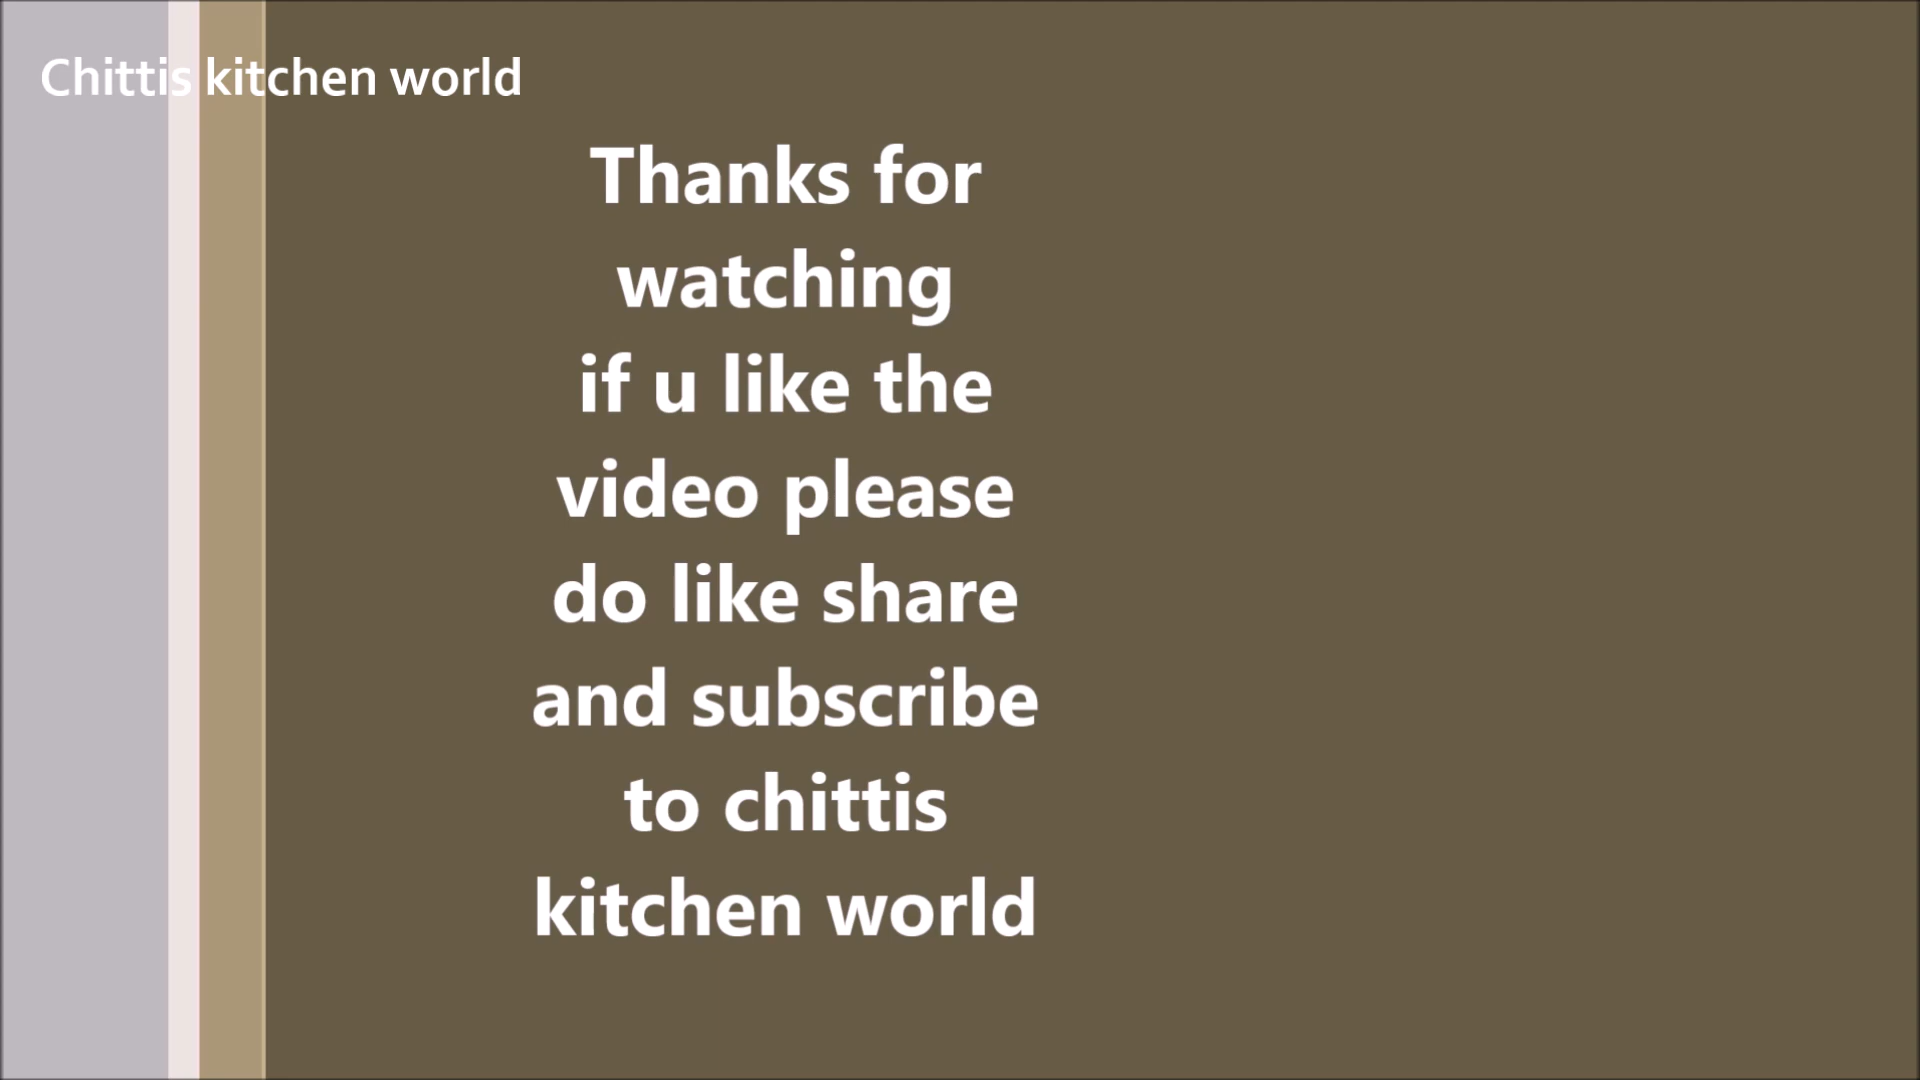 Chittis kitchen world
Thanks for
watching
if u like the
video please
do like share
and subscribe
to chittis
kitchen world